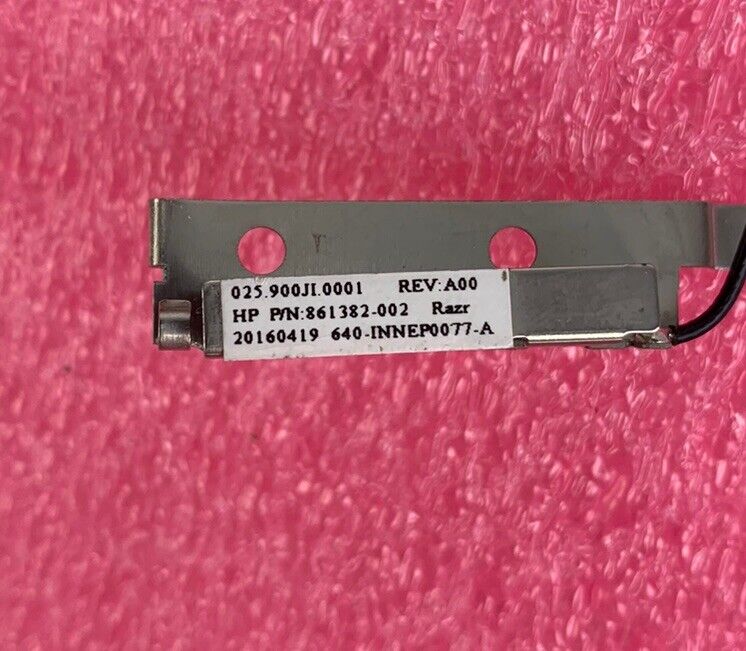 025.900JI.0001 REV:A00
HP P/N:861382-002 Razr
20160419 640-INNEP0077-A